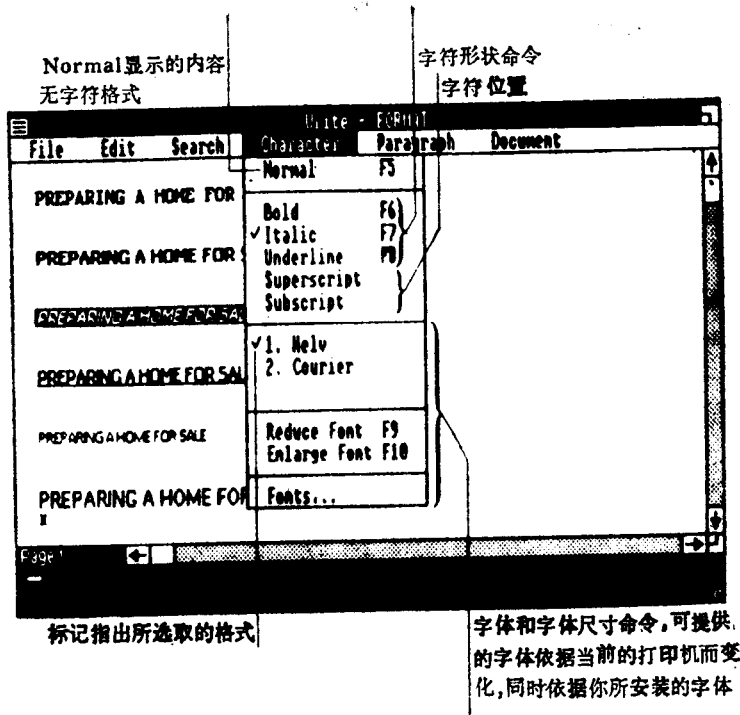 Normal显示的内容
无字符格式
字符形状命令
字符位置
Write - FORMAT
File Edit Search Character Paragraph Document
Normal F5
PREPARING A HOME FOR
Bold F6
✓Italic F7
Underline F8
PREPARING A HOME FOR S
Superscript
Subscript
PREPARING A HOME FOR SAL
✓1. Helv
2. Courier
PREPARING A HOME FOR SAL
Reduce Font F9
PREPARING A HOME FOR SALE
Enlarge Font F10
PREPARING A HOME FOR
Fonts...
Page 1
标记指出所选取的格式
字体和字体尺寸命令,可提供
的字体依据当前的打印机而变
化,同时依据你所安装的字体